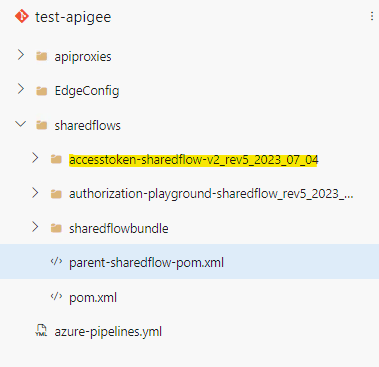 test-apigee
apiproxies
EdgeConfig
sharedflows
accesstoken-sharedflow-v2_rev5_2023_07_04
authorization-playground-sharedflow_rev5_2023_...
sharedflowbundle
parent-sharedflow-pom.xml
pom.xml
YML azure-pipelines.yml